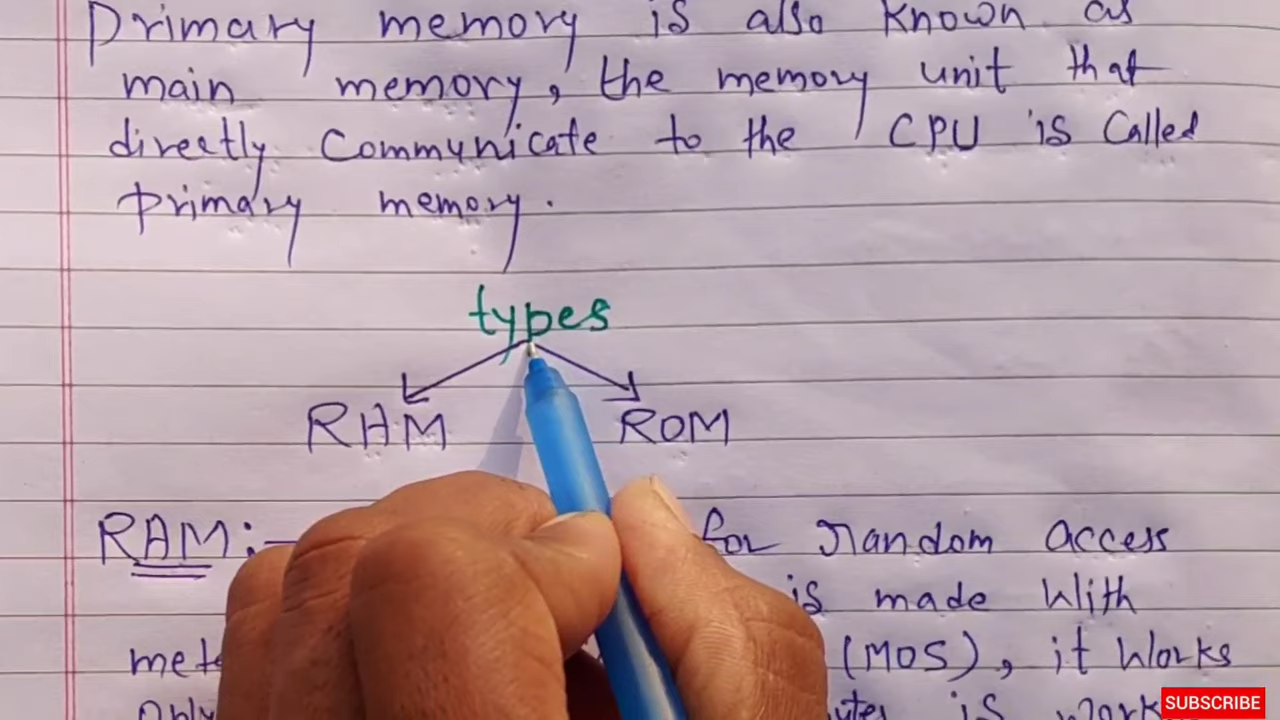 Primary memory is also known as
main memory, the memory unit that
directly communicate to the CPU is called
primary memory.
types
RAM ROM
RAM:- for random access
is made with
(MOS), it works
is
SUBSCRIBE